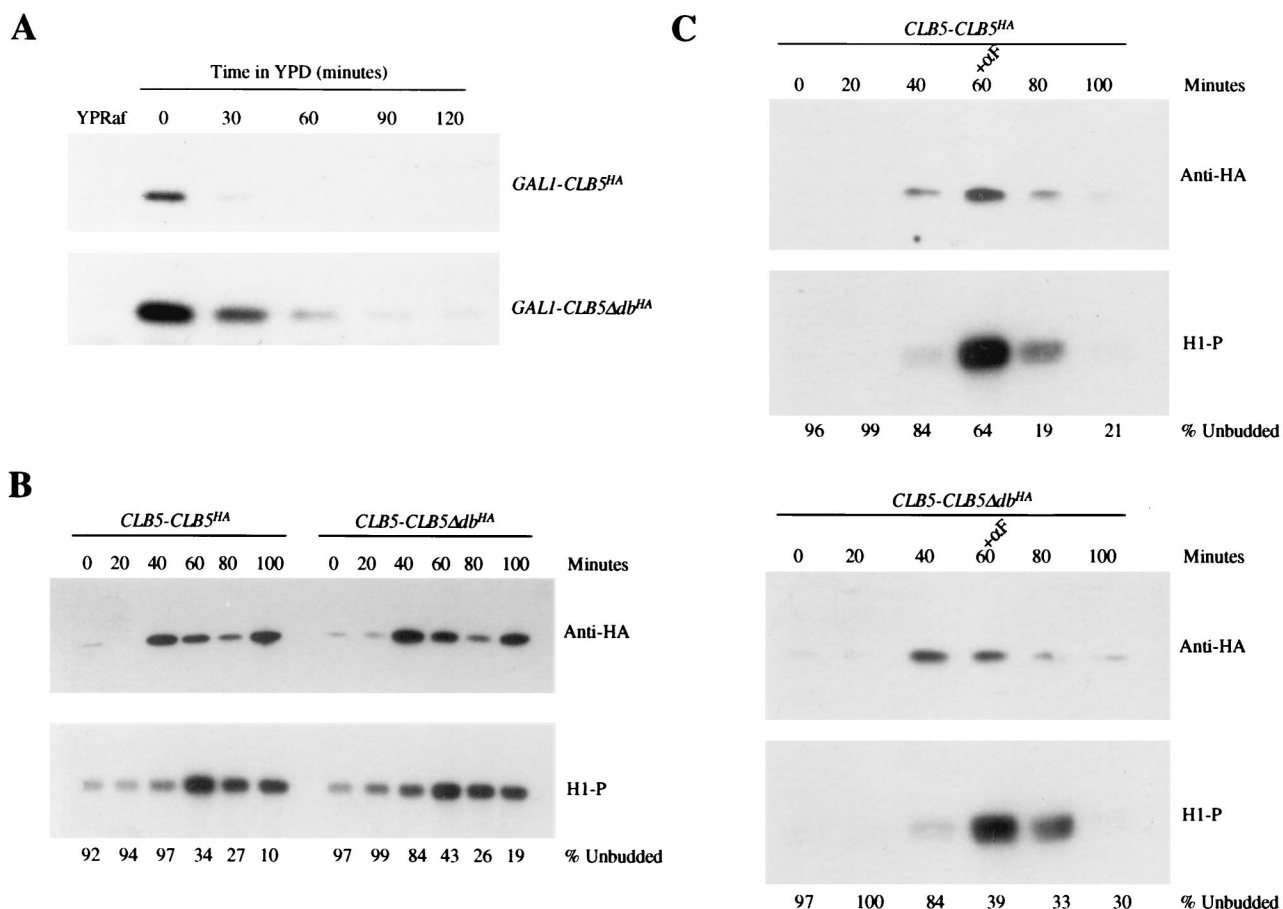 A
Time in YPD (minutes)
YPRaf 0 30 60 90 120
GAL1-CLB5HA
GAL1-CLB5ΔdbHA
B
CLB5-CLB5HA CLB5-CLB5ΔdbHA
0 20 40 60 80 100 0 20 40 60 80 100 Minutes
Anti-HA
H1-P
92 94 97 34 27 10 97 99 84 43 26 19 % Unbudded
C
CLB5-CLB5HA
+αF
0 20 40 60 80 100 Minutes
Anti-HA
H1-P
96 99 84 64 19 21 % Unbudded
CLB5-CLB5ΔdbHA
+αF
0 20 40 60 80 100 Minutes
Anti-HA
H1-P
97 100 84 39 33 30 % Unbudded